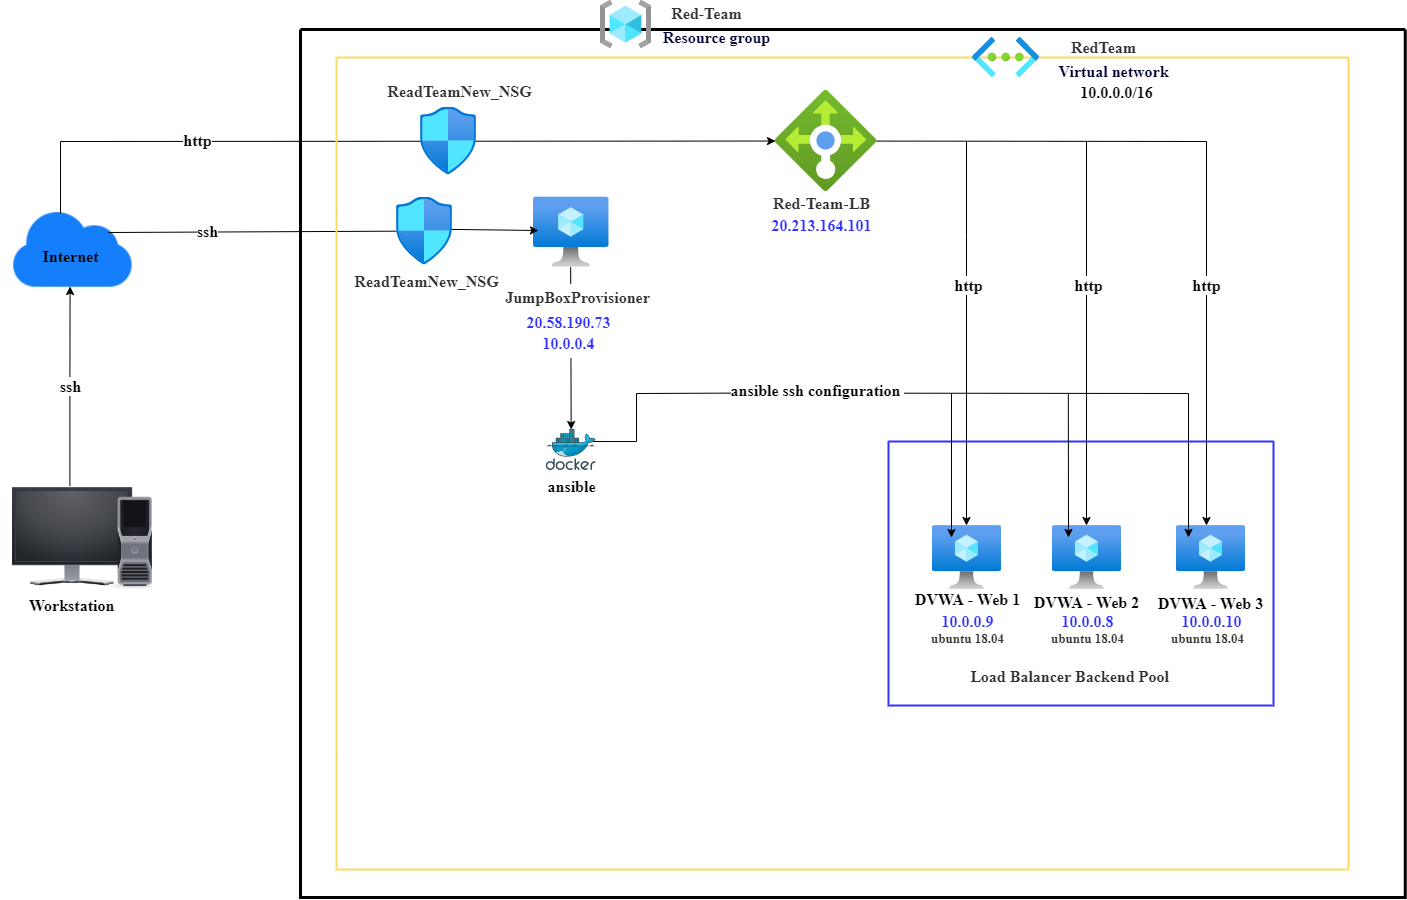 Red-Team
Resource group
RedTeam
Virtual network
10.0.0.0/16
ReadTeamNew_NSG
http
Red-Team-LB
20.213.164.101
ssh
Internet
ReadTeamNew_NSG
JumpBoxProvisioner
20.58.190.73
10.0.0.4
http
http
http
ssh
ansible ssh configuration
docker
ansible
Workstation
DVWA - Web 1
10.0.0.9
ubuntu 18.04
DVWA - Web 2
10.0.0.8
ubuntu 18.04
DVWA - Web 3
10.0.0.10
ubuntu 18.04
Load Balancer Backend Pool